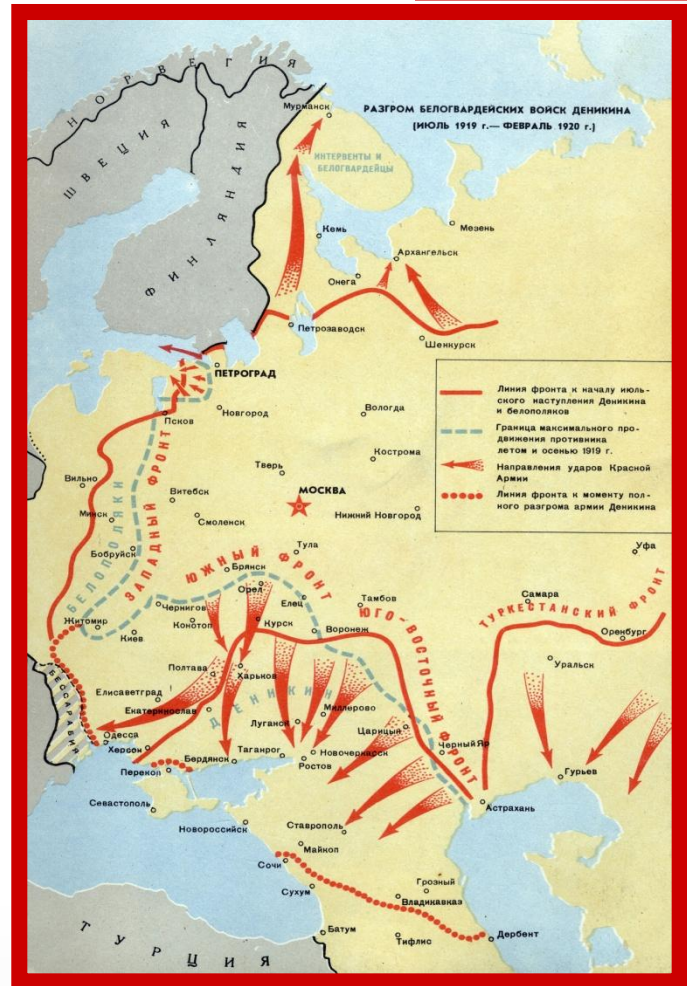 НОРВЕГИЯ
ШВЕЦИЯ
ФИНЛЯНДИЯ
Мурманск
РАЗГРОМ БЕЛОГВАРДЕЙСКИХ ВОЙСК ДЕНИКИНА
(ИЮЛЬ 1919 г.— ФЕВРАЛЬ 1920 г.)
ИНТЕРВЕНТЫ И
БЕЛОГВАРДЕЙЦЫ
Кемь
Мезень
Архангельск
Онега
Петрозаводск
Шенкурск
ПЕТРОГРАД
Псков
Новгород
Вологда
Кострома
Тверь
МОСКВА
Нижний Новгород
Линия фронта к началу июль-
ского наступления Деникина
и белополяков
Граница максимального про-
движения противника
летом и осенью 1919 г.
Направления ударов Красной
Армии
Линия фронта к моменту пол-
ного разгрома армии Деникина
Вильно
Витебск
Минск
Смоленск
Бобруйск
БЕЛОПОЛЯКИ
ЗАПАДНЫЙ ФРОНТ
Тула
Брянск
ЮЖНЫЙ ФРОНТ
Орел
Елец
Тамбов
ЮГО-ВОСТОЧНЫЙ ФРОНТ
Самара
Уфа
ТУРКЕСТАНСКИЙ ФРОНТ
Оренбург
Уральск
Житомир
Чернигов
Конотоп
Киев
Курск
Воронеж
Полтава
Харьков
ДЕНИКИН
БЕССАРАБИЯ
Елисаветград
Екатеринослав
Луганск
Миллерово
Царицын
Черный Яр
Одесса
Херсон
Бердянск
Таганрог
Новочеркасск
Ростов
Гурьев
Перекоп
Астрахань
Севастополь
Новороссийск
Ставрополь
Майкоп
Сочи
Сухум
Грозный
Владикавказ
Батум
Тифлис
Дербент
ТУРЦИЯ